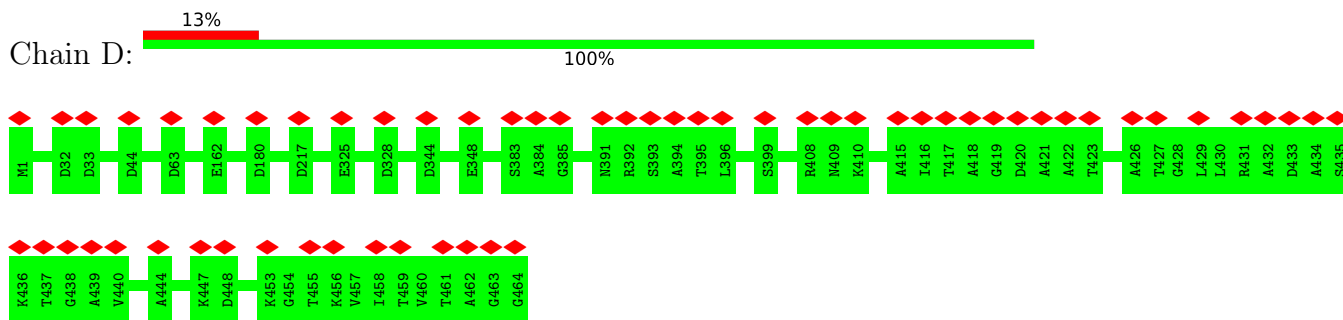 13%
Chain D:
100%
M1 D32 D33 D44 D63 E162 D180 D217 E325 D328 D344 E348 S383 A384 G385 N391 R392 S393 A394 T395 L396 S399 R408 N409 K410 A415 I416 T417 A418 G419 D420 A421 A422 T423 A426 T427 G428 L429 L430 R431 A432 D433 A434 S435
K436 T437 G438 A439 V440 A444 K447 D448 K453 G454 T455 K456 V457 I458 T459 V460 T461 A462 G463 G464